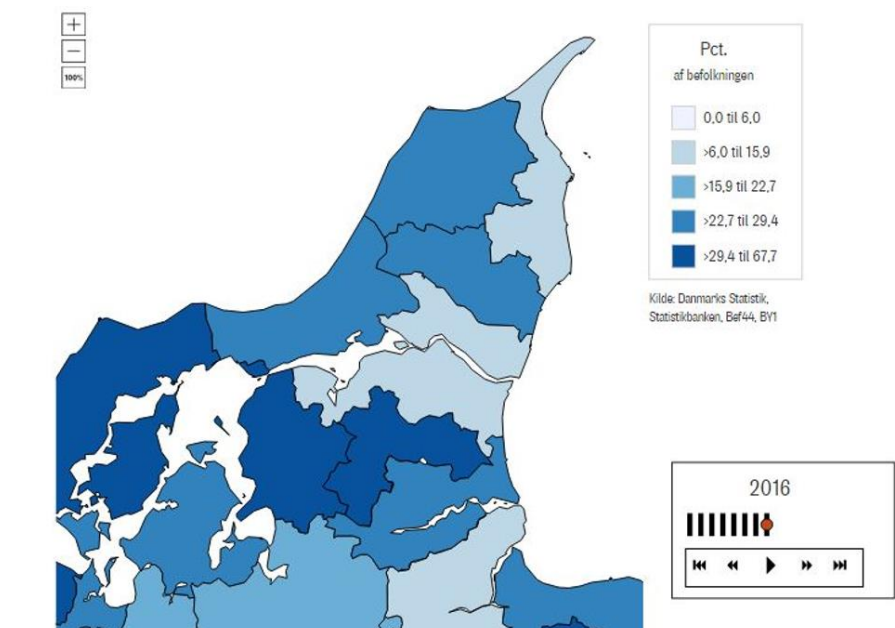 100%
Pct.
af befolkningen
0,0 til 6,0
>6,0 til 15,9
>15,9 til 22,7
>22,7 til 29,4
>29,4 til 67,7
Kilde: Danmarks Statistik,
Statistikbanken, Bef44, BY1
2016